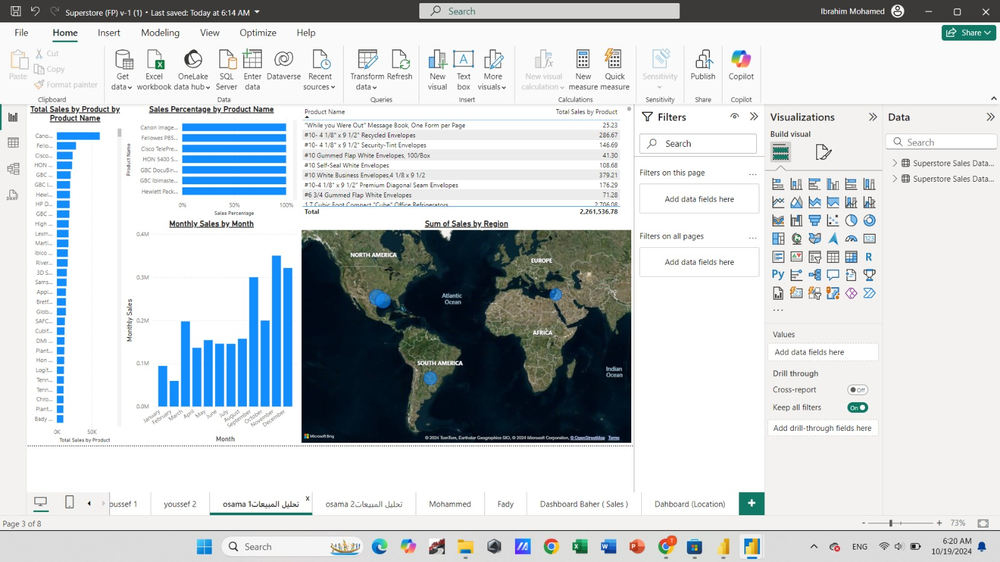 Superstore (FP) v-1 (1) • Last saved: Today at 6:14 AM
Search
Ibrahim Mohamed
File
Home
Insert
Modeling
View
Optimize
Help
Share
Paste
Cut
Copy
Format painter
Clipboard
Get data
Excel workbook
OneLake data hub
SQL Server
Enter data
Dataverse
Recent sources
Data
Transform data
Refresh
Queries
New visual
Text box
More visuals
Insert
New visual calculation
New measure
Quick measure
Calculations
Sensitivity
Sensitivity
Publish
Share
Copilot
Copilot
Total Sales by Product by
Product Name
Cano...
Fello...
Cisco...
HON ...
GBC ...
GBC I...
Hewl...
HP D...
GBC ...
High ...
Lexm...
Marti...
Ibico ...
River...
3D S...
Sams...
Appl...
Bretf...
Glob...
SAFC...
Cubif...
DMI ...
Plant...
Hon ...
Logit...
Tenn...
Tenn...
Chro...
Plant...
Bady ...
0K
50K
Total Sales by Product
Sales Percentage by Product Name
Product Name
Canon image...
Fellowes PB5...
Cisco TelePre...
HON 5400 S...
GBC DocuBin...
GBC Ibimaste...
Hewlett Pack...
0%
50%
100%
Sales Percentage
Product Name Total Sales by Product
"While you Were Out" Message Book, One Form per Page 25.23
#10- 4 1/8" x 9 1/2" Recycled Envelopes 286.67
#10- 4 1/8" x 9 1/2" Security-Tint Envelopes 146.69
#10 Gummed Flap White Envelopes, 100/Box 41.30
#10 Self-Seal White Envelopes 108.68
#10 White Business Envelopes,4 1/8 x 9 1/2 379.21
#10-4 1/8" x 9 1/2" Premium Diagonal Seam Envelopes 176.29
#6 3/4 Gummed Flap White Envelopes 71.28
1.7 Cubic Foot Compact "Cube" Office Refrigerators 2,706.08
Total 2,261,536.78
Monthly Sales by Month
Monthly Sales
0.4M
0.3M
0.2M
0.1M
0.0M
January
February
March
April
May
June
July
August
September
October
November
December
Month
Sum of Sales by Region
NORTH AMERICA
EUROPE
Atlantic
Ocean
AFRICA
SOUTH AMERICA
Indian
Ocean
Microsoft Bing
© 2024 TomTom, Earthstar Geographics SIO, © 2024 Microsoft Corporation, © OpenStreetMap Terms
Filters
Search
Filters on this page
...
Add data fields here
Filters on all pages
...
Add data fields here
Visualizations
Build visual
123
R
Py
123
...
Values
Add data fields here
Drill through
Cross-report
Off
Keep all filters
On
Add drill-through fields here
Data
Search
Superstore Sales Data...
Superstore Sales Data...
DAX
oussef 1
youssef 2
osama 1تحليل المبيعات
x
osama 2تحليل المبيعات
Mohammed
Fady
Dashboard Baher ( Sales )
Dahboard (Location)
+
Page 3 of 8
- + 73%
Search
T
ENG
6:20 AM
10/19/2024